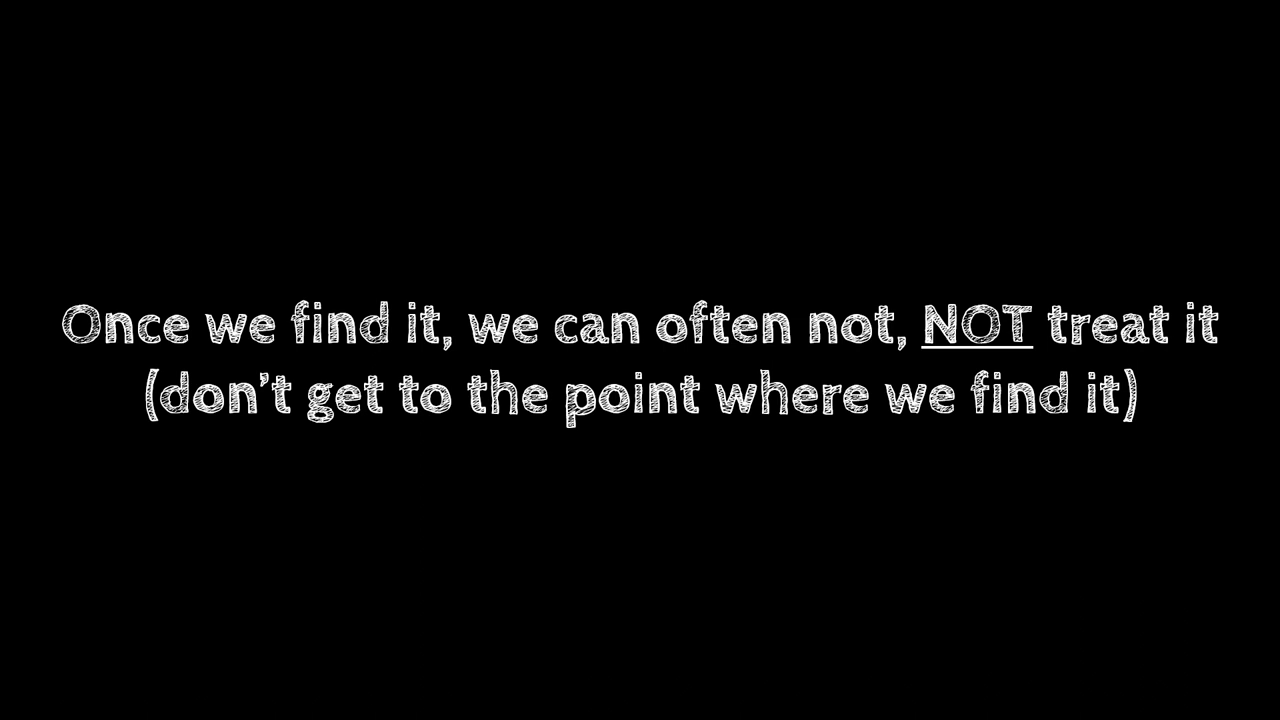 Once we find it, we can often not, NOT treat it
(don't get to the point where we find it)